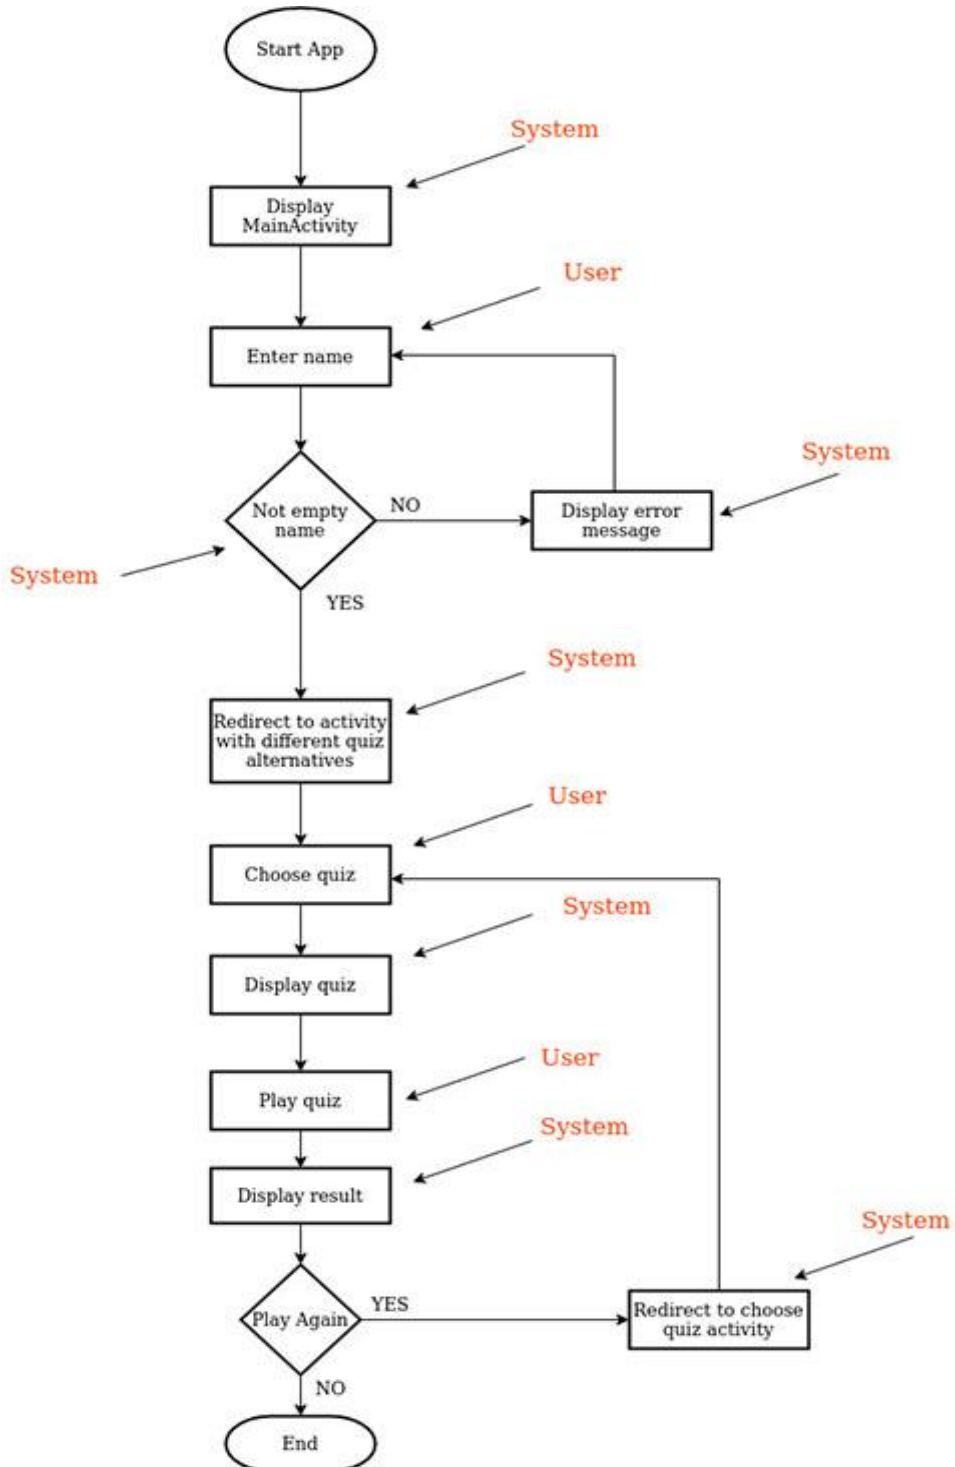 Start App
System
Display
MainActivity
User
Enter name
System
Not empty
name
NO
Display error
message
System
YES
System
Redirect to activity
with different quiz
alternatives
User
Choose quiz
System
Display quiz
User
Play quiz
System
Display result
System
Play Again
YES
Redirect to choose
quiz activity
NO
End